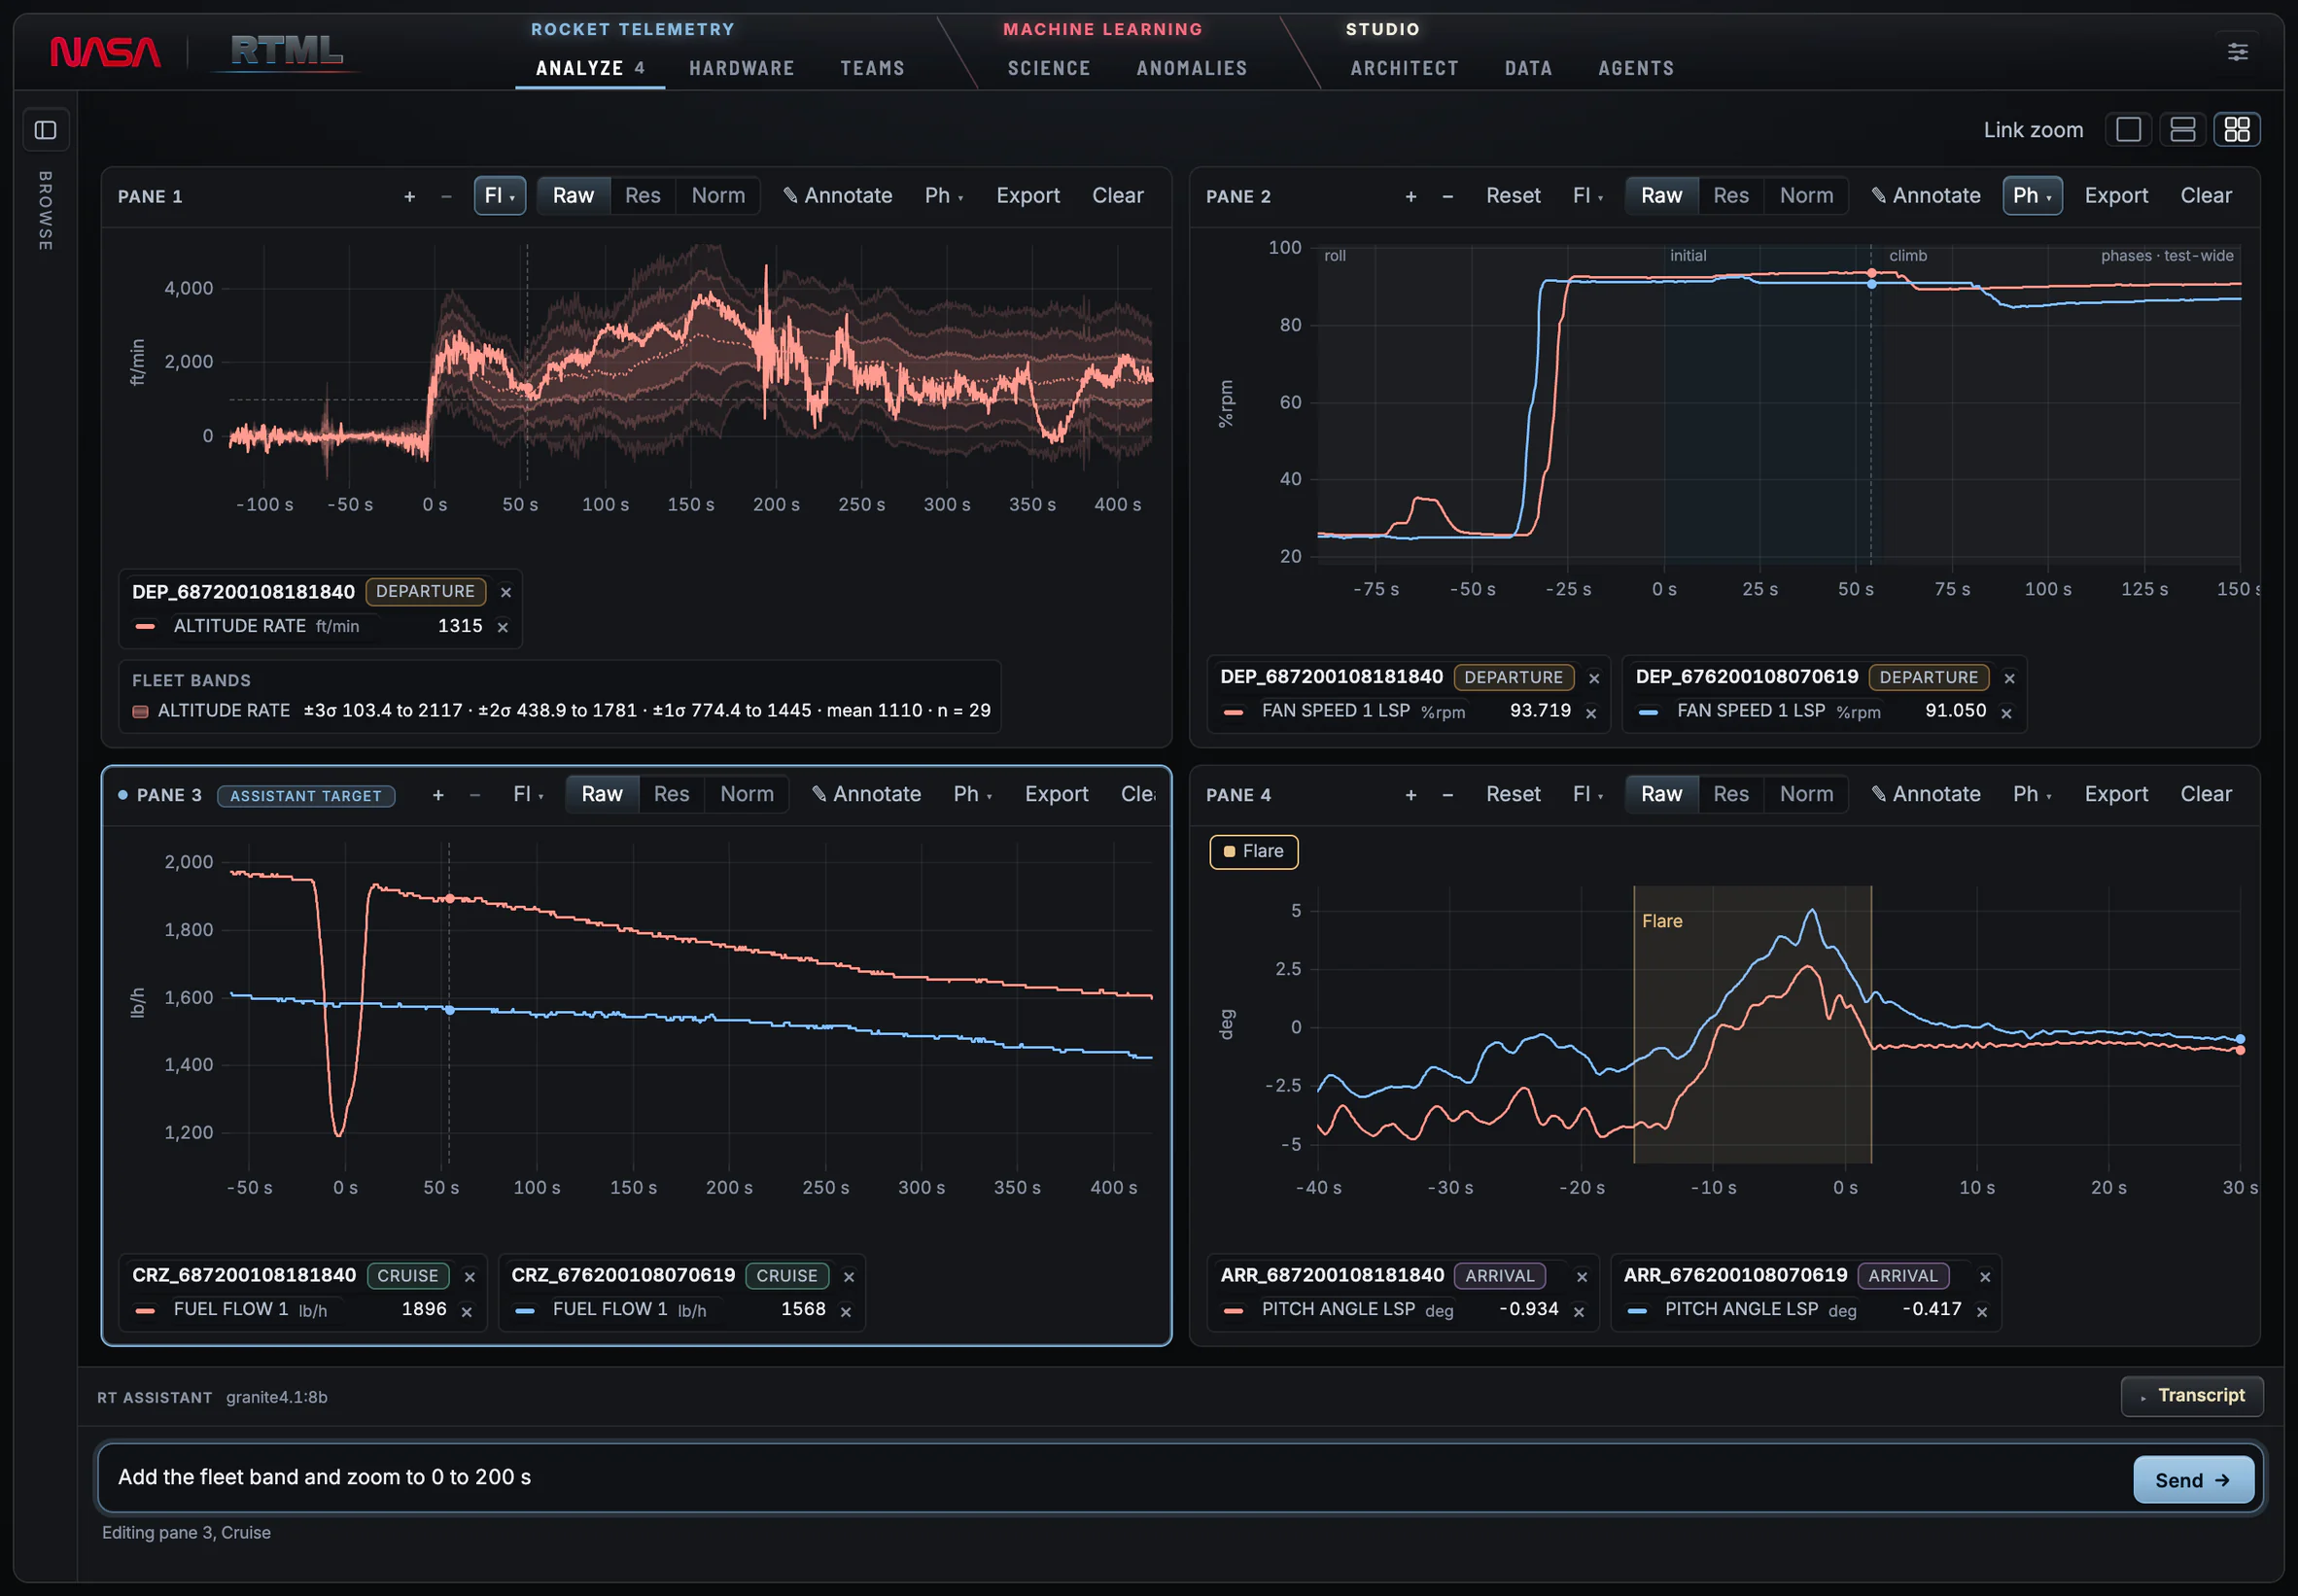 NASA RTML
ROCKET TELEMETRY MACHINE LEARNING STUDIO
ANALYZE 4 HARDWARE TEAMS SCIENCE ANOMALIES ARCHITECT DATA AGENTS
BROWSE
Link zoom
PANE 1 + − Fl ▾ Raw Res Norm ✎ Annotate Ph ▾ Export Clear
ft/min
4,000
2,000
0
-100 s -50 s 0 s 50 s 100 s 150 s 200 s 250 s 300 s 350 s 400 s
DEP_687200108181840 DEPARTURE ×
ALTITUDE RATE ft/min 1315 ×
FLEET BANDS
ALTITUDE RATE ±3σ 103.4 to 2117 · ±2σ 438.9 to 1781 · ±1σ 774.4 to 1445 · mean 1110 · n = 29
PANE 2 + − Reset Fl ▾ Raw Res Norm ✎ Annotate Ph ▾ Export Clear
roll initial climb phases · test-wide
%rpm
100
80
60
40
20
-75 s -50 s -25 s 0 s 25 s 50 s 75 s 100 s 125 s 150 s
DEP_687200108181840 DEPARTURE × DEP_676200108070619 DEPARTURE ×
FAN SPEED 1 LSP %rpm 93.719 × FAN SPEED 1 LSP %rpm 91.050 ×
PANE 3 ASSISTANT TARGET + − Fl ▾ Raw Res Norm ✎ Annotate Ph ▾ Export Clea
lb/h
2,000
1,800
1,600
1,400
1,200
-50 s 0 s 50 s 100 s 150 s 200 s 250 s 300 s 350 s 400 s
CRZ_687200108181840 CRUISE × CRZ_676200108070619 CRUISE ×
FUEL FLOW 1 lb/h 1896 × FUEL FLOW 1 lb/h 1568 ×
PANE 4 + − Reset Fl ▾ Raw Res Norm ✎ Annotate Ph ▾ Export Clear
Flare
Flare
deg
5
2.5
0
-2.5
-5
-40 s -30 s -20 s -10 s 0 s 10 s 20 s 30 s
ARR_687200108181840 ARRIVAL × ARR_676200108070619 ARRIVAL ×
PITCH ANGLE LSP deg -0.934 × PITCH ANGLE LSP deg -0.417 ×
RT ASSISTANT granite4.1:8b ▸ Transcript
Add the fleet band and zoom to 0 to 200 s Send →
Editing pane 3, Cruise